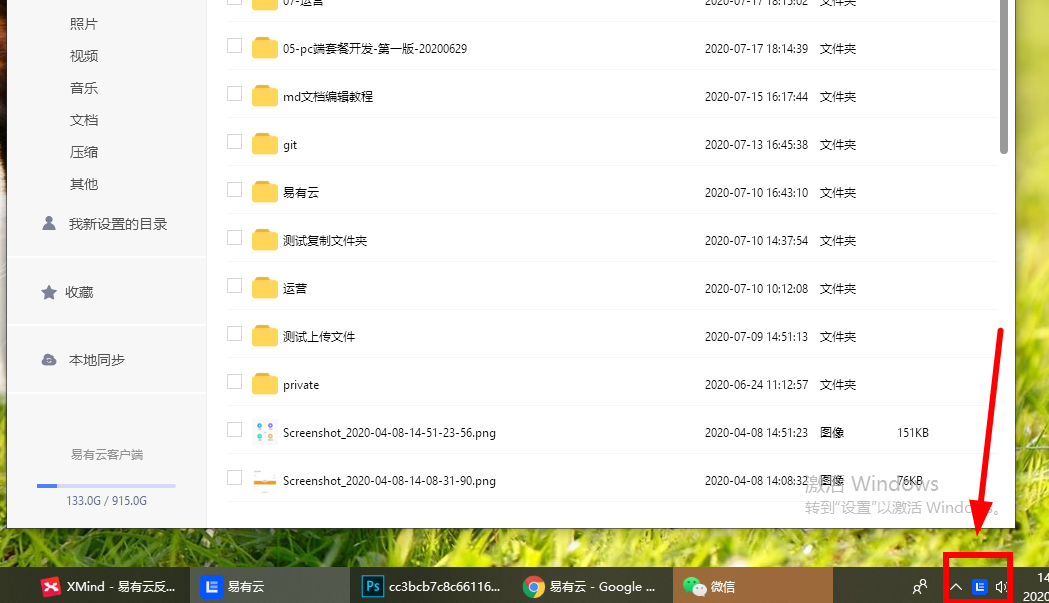 照片
视频
音乐
文档
压缩
其他
我新设置的目录
收藏
本地同步
易有云客户端
133.0G / 915.0G
07-运营 2020-07-17 18:15:02 文件夹
05-pc端套餐开发-第一版-20200629 2020-07-17 18:14:39 文件夹
md文档编辑教程 2020-07-15 16:17:44 文件夹
git 2020-07-13 16:45:38 文件夹
易有云 2020-07-10 16:43:10 文件夹
测试复制文件夹 2020-07-10 14:37:54 文件夹
运营 2020-07-10 10:12:08 文件夹
测试上传文件 2020-07-09 14:51:13 文件夹
private 2020-06-24 11:12:57 文件夹
Screenshot_2020-04-08-14-51-23-56.png 2020-04-08 14:51:23 图像 151KB
Screenshot_2020-04-08-14-08-31-90.png 2020-04-08 14:08:32 图像 76KB
激活 Windows
转到"设置"以激活 Windows。
XMind - 易有云反... 易有云 Ps cc3bcb7c8c66116... 易有云 - Google ... 微信 14
2020